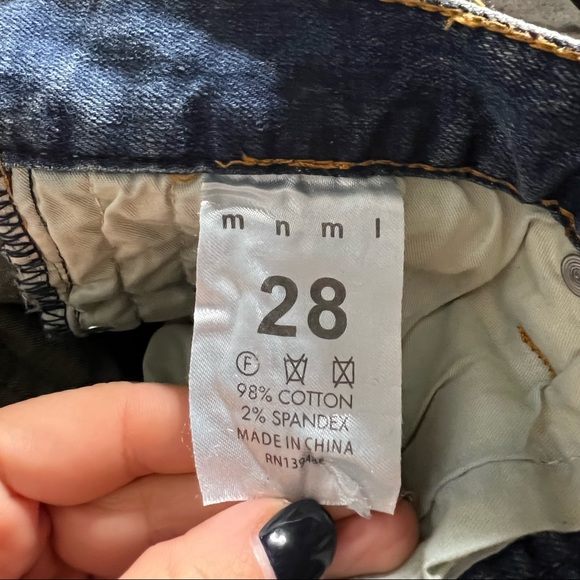 m n m l
28
F
98% COTTON
2% SPANDEX
MADE IN CHINA